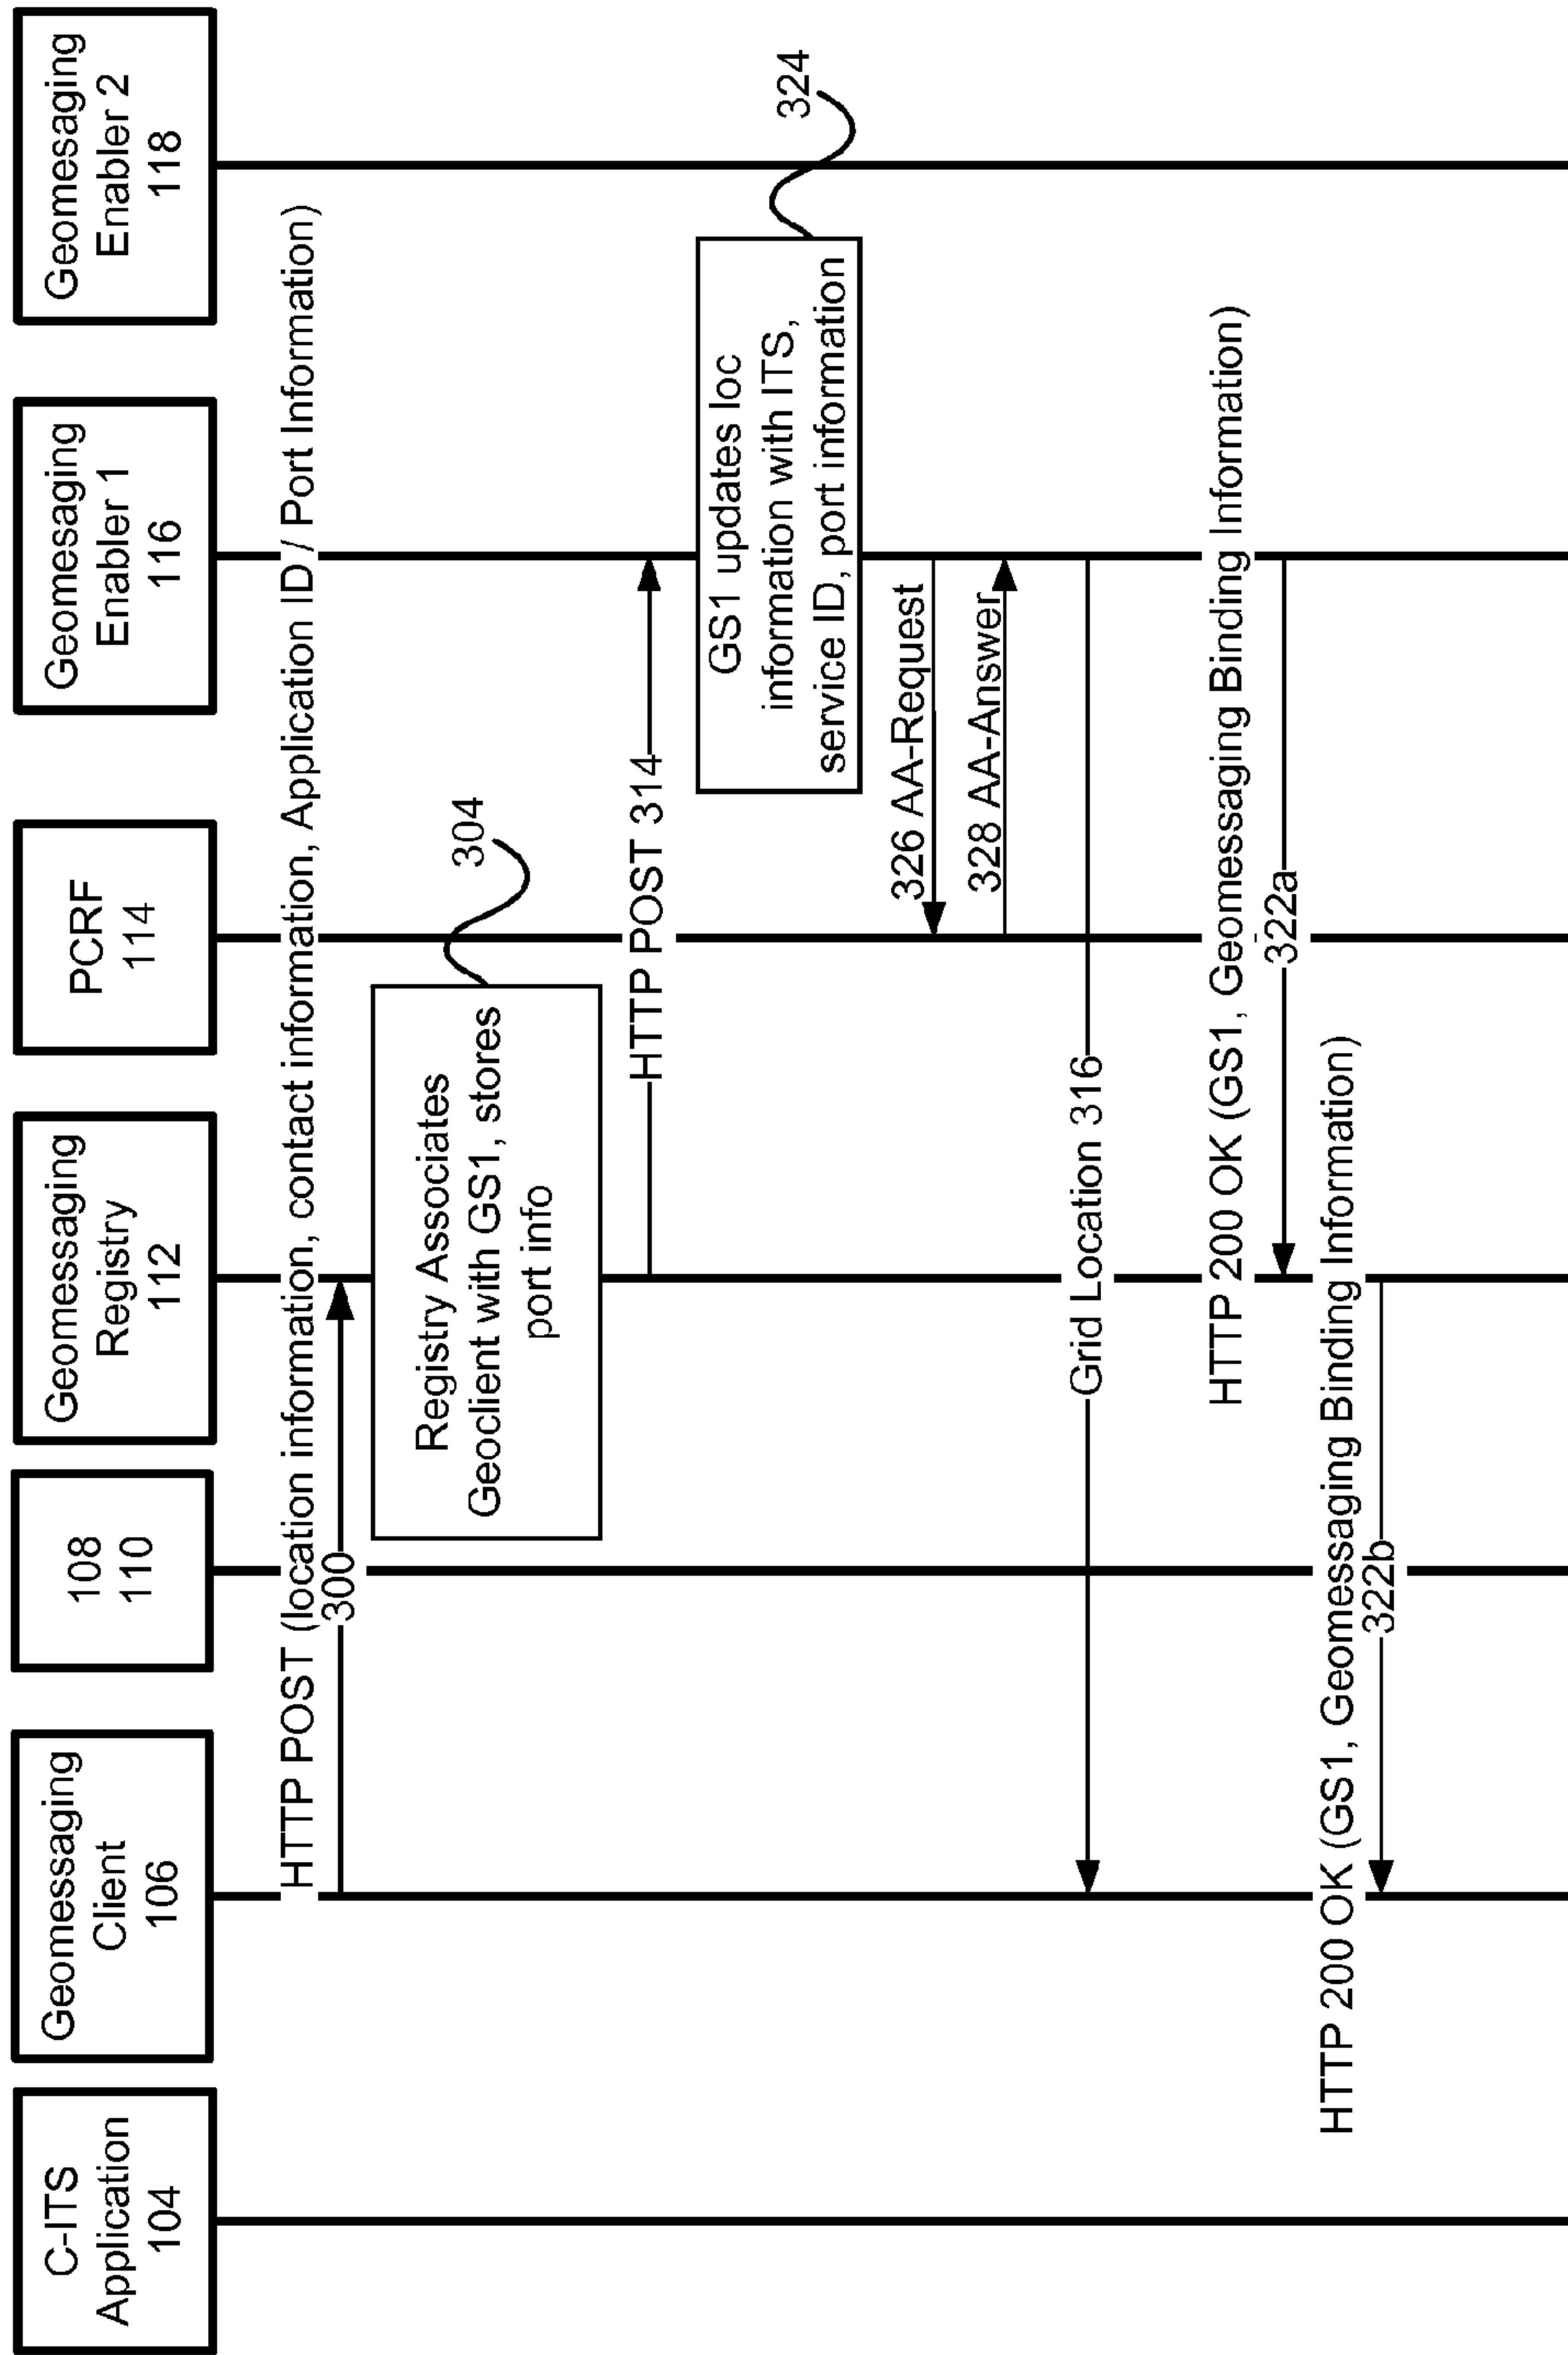 C-ITS
Application
104
Geomessaging
Client
106
108
110
Geomessaging
Registry
112
PCRF
114
Geomesaging
Enabler 1
116
Geomesaging
Enabler 2
118
HTTP POST (location information, contact information, Application ID / Port Information)
300
Registry Associates
Geoclient with GS1, stores
port info
304
HTTP POST 314
GS1 updates loc
information with ITS,
service ID, port information
324
326 AA-Request
328 AA-Answer
Grid Location 316
HTTP 200 OK (GS1, Geomessaging Binding Information)
322a
HTTP 200 OK (GS1, Geomessaging Binding Information)
322b